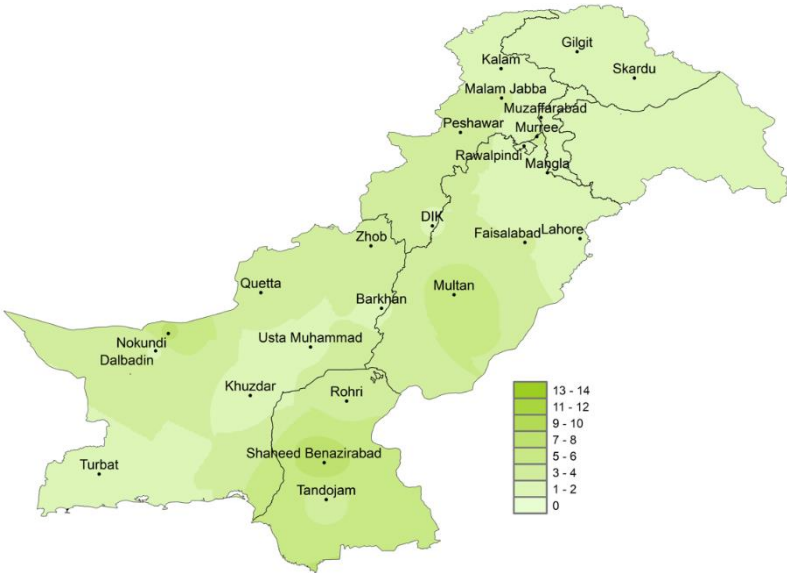 Gilgit
Kalam
Skardu
Malam Jabba
Muzaffarabad
Peshawar
Murree
Rawalpindi
Mangla
DIK
Zhob
Faisalabad
Lahore
Quetta
Multan
Barkhan
Nokundi
Usta Muhammad
Dalbadin
Khuzdar
Rohri
Shaheed Benazirabad
Turbat
Tandojam
13 - 14
11 - 12
9 - 10
7 - 8
5 - 6
3 - 4
1 - 2
0